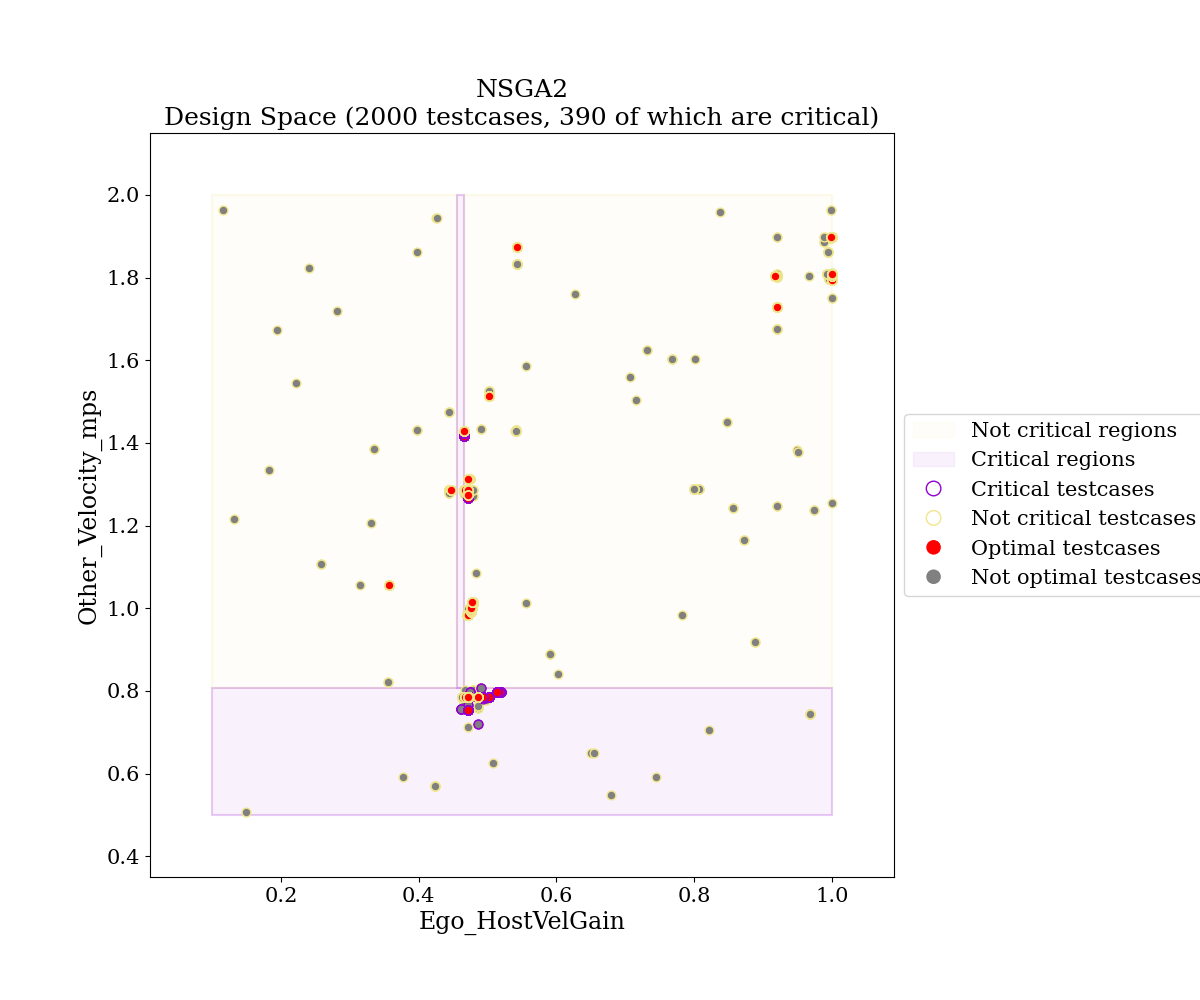 NSGA2
Design Space (2000 testcases, 390 of which are critical)
2.0
1.8
1.6
1.4
1.2
1.0
0.8
0.6
0.4
Other_Velocity_mps
0.2
0.4
0.6
0.8
1.0
Ego_HostVelGain
Not critical regions
Critical regions
Critical testcases
Not critical testcases
Optimal testcases
Not optimal testcases